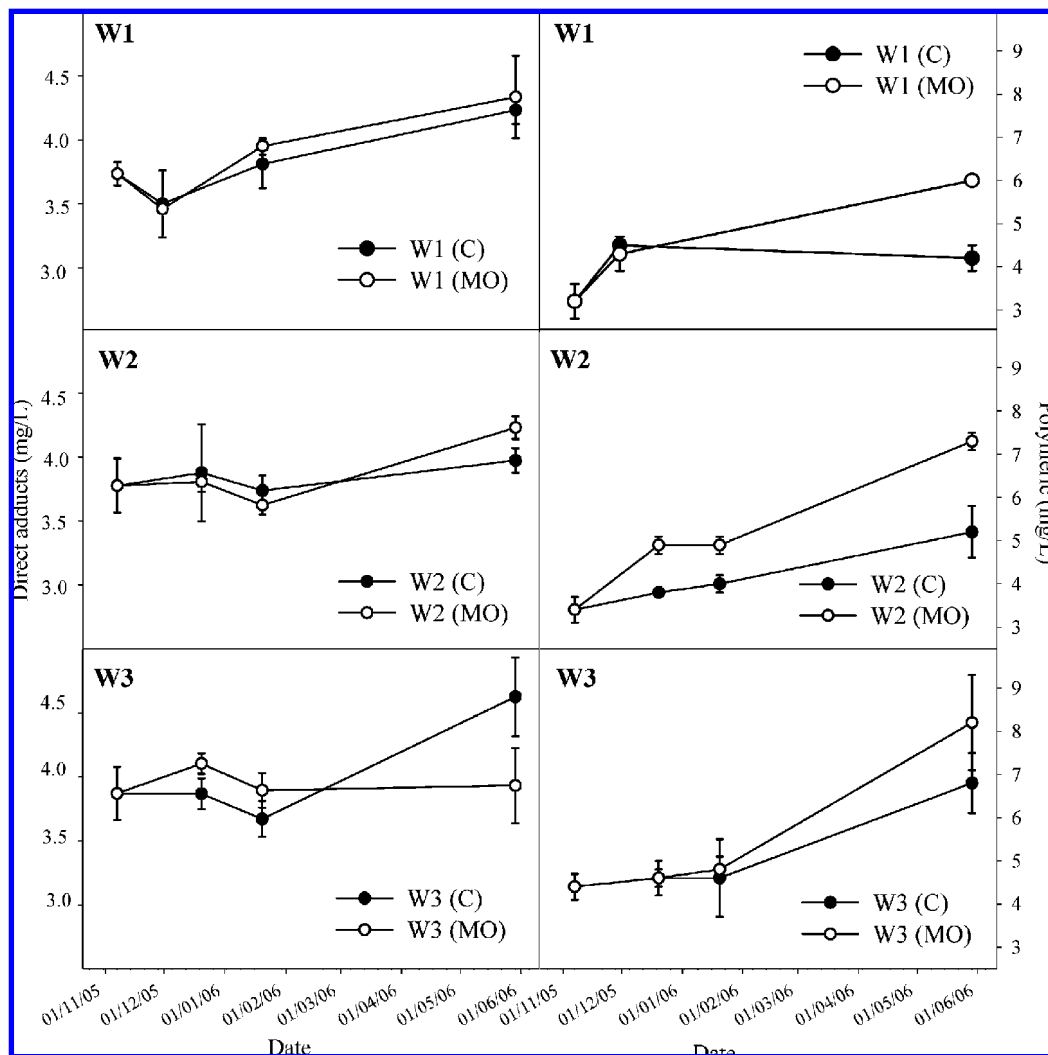 W1
4.5
4.0
3.5
3.0
W1 (C)
W1 (MO)
W1
W1 (C)
W1 (MO)
9
8
7
6
5
4
3
W2
4.5
4.0
3.5
3.0
W2 (C)
W2 (MO)
W2
W2 (C)
W2 (MO)
9
8
7
6
5
4
3
Direct adducts (mg/L)
(mg/L)
W3
4.5
4.0
3.5
3.0
W3 (C)
W3 (MO)
W3
W3 (C)
W3 (MO)
9
8
7
6
5
4
3
01/11/05
01/12/05
01/01/06
01/02/06
01/03/06
01/04/06
01/05/06
01/06/06
Date
01/11/05
01/12/05
01/01/06
01/02/06
01/03/06
01/04/06
01/05/06
01/06/06
Date